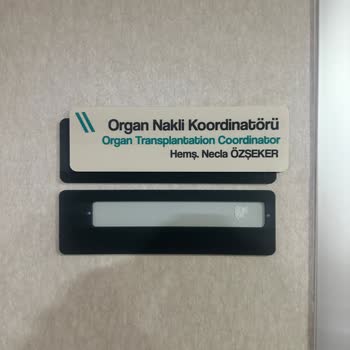 Organ Nakli Koordinatörü
Organ Transplantation Coordinator
Hemş. Necla ÖZŞEKER